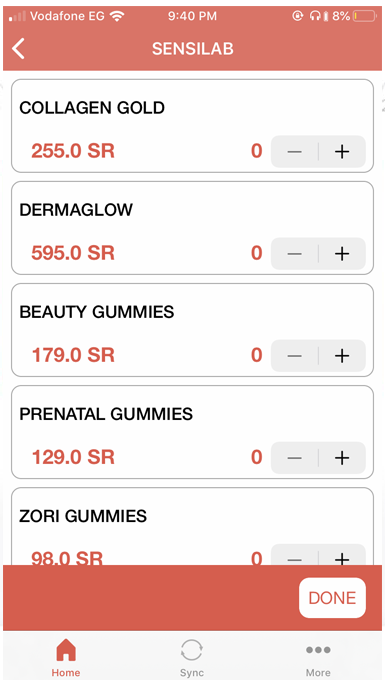 Vodafone EG 9:40 PM 8%
SENSILAB
COLLAGEN GOLD
255.0 SR 0 − +
DERMAGLOW
595.0 SR 0 − +
BEAUTY GUMMIES
179.0 SR 0 − +
PRENATAL GUMMIES
129.0 SR 0 − +
ZORI GUMMIES
98.0 SR 0 − +
DONE
Home Sync More